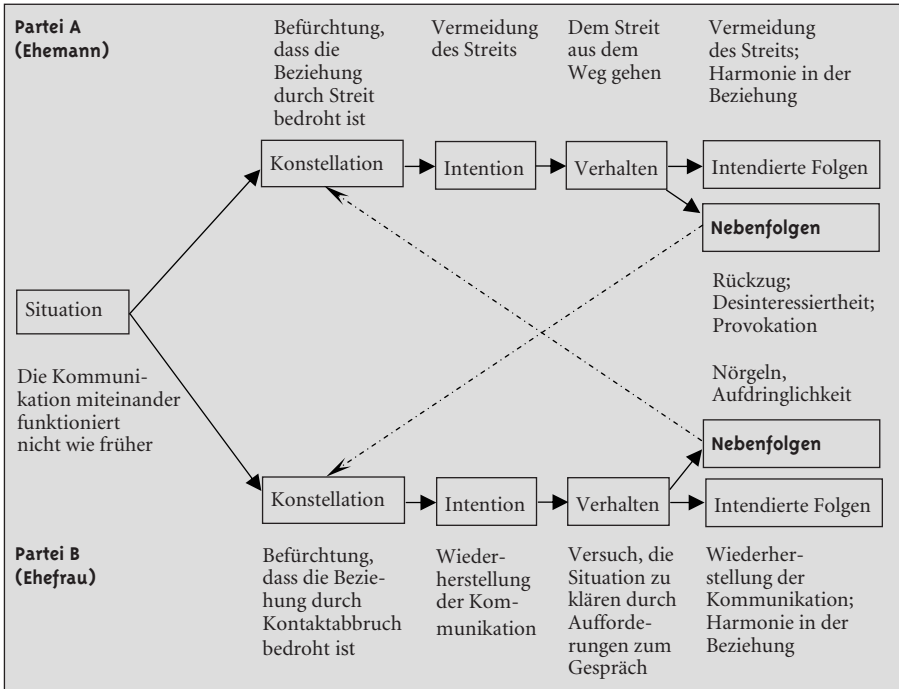 Partei A
(Ehemann)
Befürchtung,
dass die
Beziehung
durch Streit
bedroht ist
Vermeidung
des Streits
Dem Streit
aus dem
Weg gehen
Vermeidung
des Streits;
Harmonie in der
Beziehung
Konstellation
Intention
Verhalten
Intendierte Folgen
Nebenfolgen
Rückzug;
Desinteressiertheit;
Provokation
Situation
Die Kommuni-
kation miteinander
funktioniert
nicht wie früher
Nörgeln,
Aufdringlichkeit
Nebenfolgen
Konstellation
Intention
Verhalten
Intendierte Folgen
Partei B
(Ehefrau)
Befürchtung,
dass die Bezie-
hung durch
Kontaktabbruch
bedroht ist
Wieder-
herstellung
der Kom-
munikation
Versuch, die
Situation zu
klären durch
Aufforde-
rungen zum
Gespräch
Wiederher-
stellung der
Kommunikation;
Harmonie in der
Beziehung